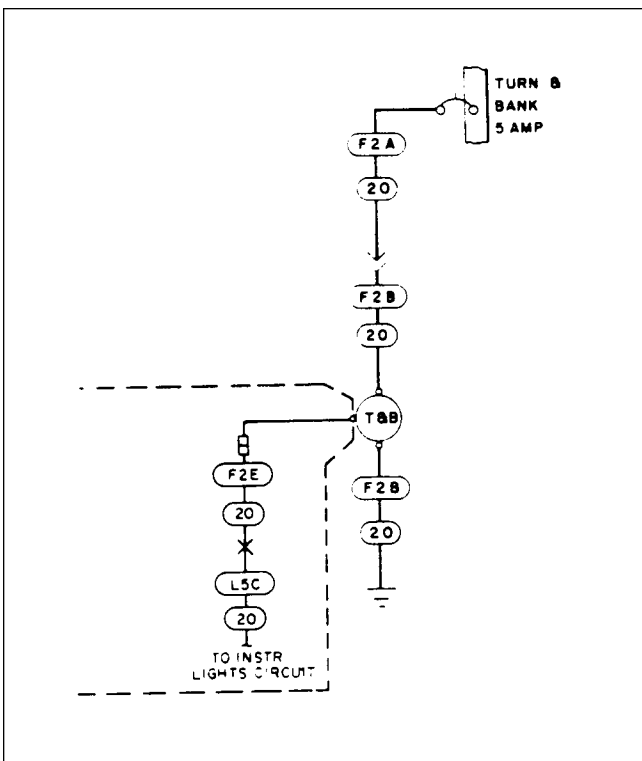 TURN &
BANK
5 AMP
F2A
20
F2B
20
T&B
F2E
20
L5C
20
TO INSTR
LIGHTS CIRCUIT
F2B
20